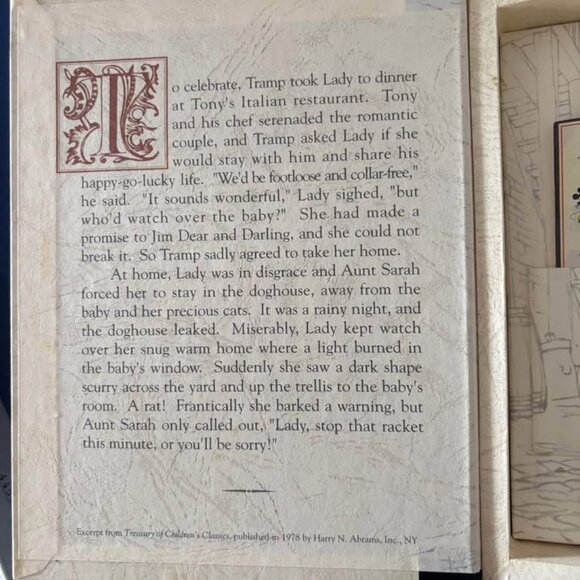 To celebrate, Tramp took Lady to dinner
at Tony's Italian restaurant. Tony
and his chef serenaded the romantic
couple, and Tramp asked Lady if she
would stay with him and share his
happy-go-lucky life. "We'd be footloose and collar-free,"
he said. "It sounds wonderful," Lady sighed, "but
who'd watch over the baby?" She had made a
promise to Jim Dear and Darling, and she could not
break it. So Tramp sadly agreed to take her home.
At home, Lady was in disgrace and Aunt Sarah
forced her to stay in the doghouse, away from the
baby and her precious cats. It was a rainy night, and
the doghouse leaked. Miserably, Lady kept watch
over her snug warm home where a light burned in
the baby's window. Suddenly she saw a dark shape
scurry across the yard and up the trellis to the baby's
room. A rat! Frantically she barked a warning, but
Aunt Sarah only called out, "Lady, stop that racket
this minute, or you'll be sorry!"
Excerpt from Treasury of Children's Classics, published in 1978 by Harry N. Abrams, Inc., NY